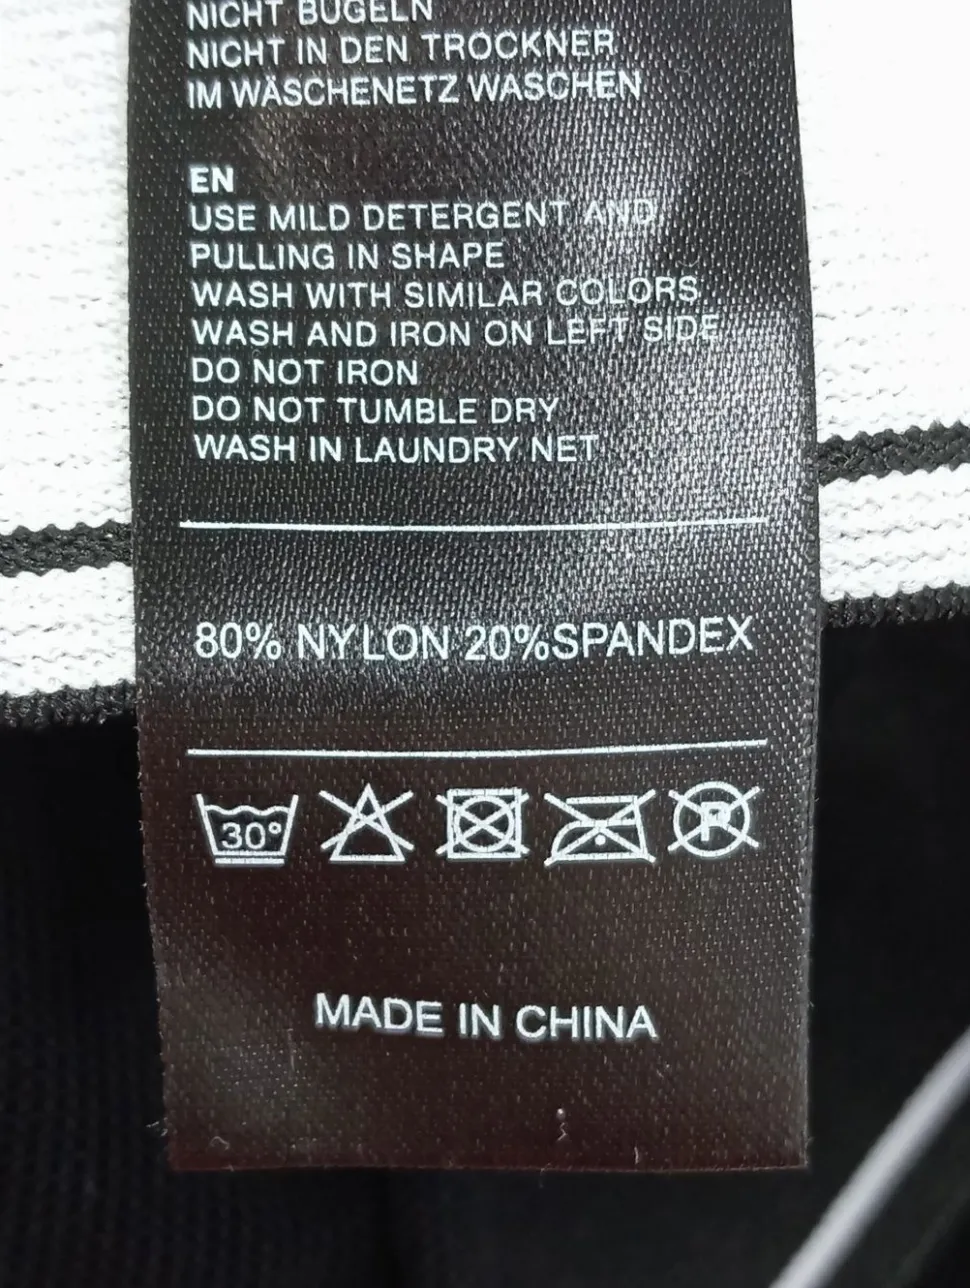 NICHT BÜGELN
NICHT IN DEN TROCKNER
IM WÄSCHENETZ WASCHEN
EN
USE MILD DETERGENT AND
PULLING IN SHAPE
WASH WITH SIMILAR COLORS
WASH AND IRON ON LEFT SIDE
DO NOT IRON
DO NOT TUMBLE DRY
WASH IN LAUNDRY NET
80% NYLON 20%SPANDEX
30° P
MADE IN CHINA